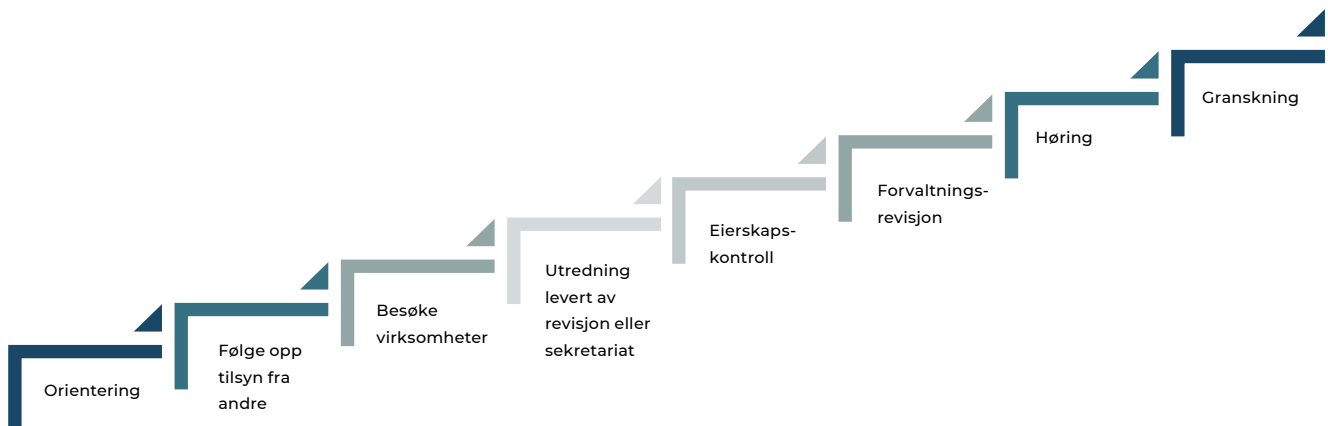 Orientering
Følge opp
tilsyn fra
andre
Besøke
virksomheter
Utredning
levert av
revisjon eller
sekretariat
Eierskaps-
kontroll
Forvaltnings-
revisjon
Høring
Granskning